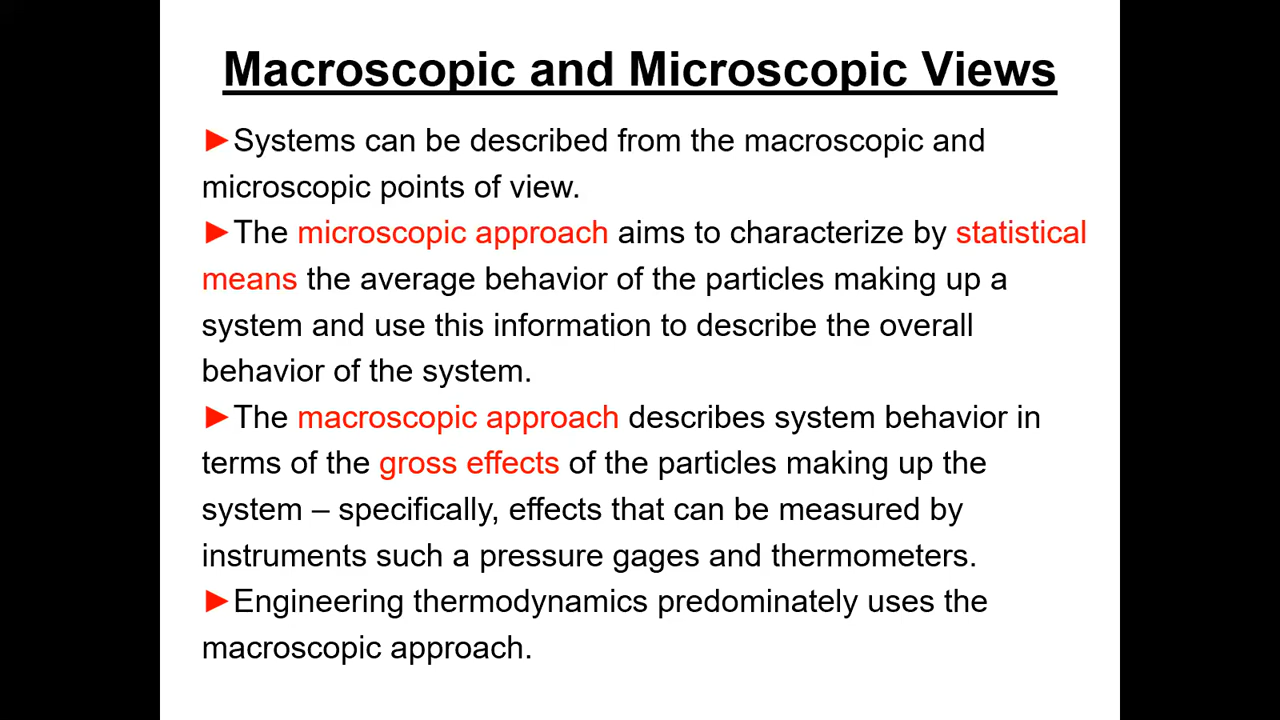 Macroscopic and Microscopic Views
►Systems can be described from the macroscopic and
microscopic points of view.
►The microscopic approach aims to characterize by statistical
means the average behavior of the particles making up a
system and use this information to describe the overall
behavior of the system.
►The macroscopic approach describes system behavior in
terms of the gross effects of the particles making up the
system – specifically, effects that can be measured by
instruments such a pressure gages and thermometers.
►Engineering thermodynamics predominately uses the
macroscopic approach.